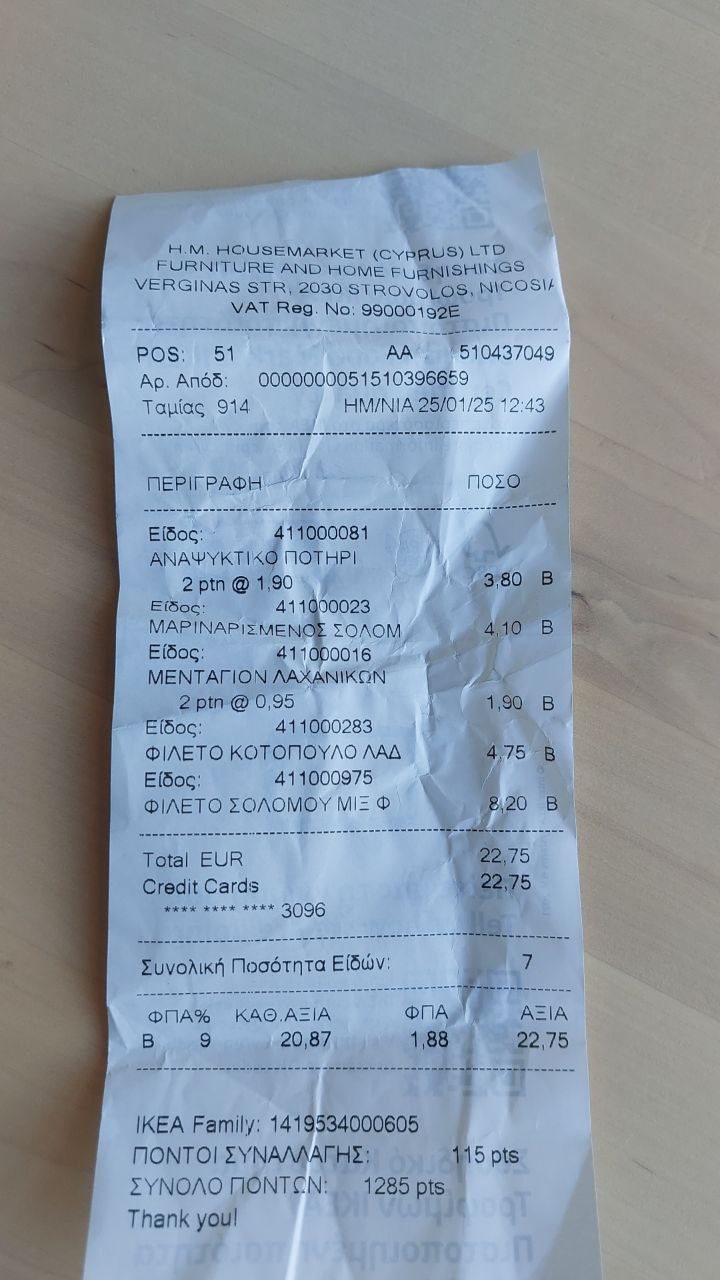 H.M. HOUSEMARKET (CYPRUS) LTD
FURNITURE AND HOME FURNISHINGS
VERGINAS STR, 2030 STROVOLOS, NICOSIA
VAT Reg. No: 99000192E
POS: 51 AA 510437049
Αρ. Απόδ: 0000000051510396659
Ταμίας 914 ΗΜ/ΝΙΑ 25/01/25 12:43
ΠΕΡΙΓΡΑΦΗ ΠΟΣΟ
Είδος: 411000081
ΑΝΑΨΥΚΤΙΚΟ ΠΟΤΗΡΙ
2 ptn @ 1,90 3,80 B
Είδος: 411000023
ΜΑΡΙΝΑΡΙΣΜΕΝΟΣ ΣΟΛΟΜ 4,10 B
Είδος: 411000016
ΜΕΝΤΑΓΙΟΝ ΛΑΧΑΝΙΚΩΝ
2 ptn @ 0,95 1,90 B
Είδος: 411000283
ΦΙΛΕΤΟ ΚΟΤΟΠΟΥΛΟ ΛΑΔ 4,75 B
Είδος: 411000975
ΦΙΛΕΤΟ ΣΟΛΟΜΟΥ ΜΙΞ Φ 8,20 B
Total EUR 22,75
Credit Cards 22,75
**** **** **** 3096
Συνολική Ποσότητα Ειδών: 7
ΦΠΑ% ΚΑΘ.ΑΞΙΑ ΦΠΑ ΑΞΙΑ
B 9 20,87 1,88 22,75
IKEA Family: 1419534000605
ΠΟΝΤΟΙ ΣΥΝΑΛΛΑΓΗΣ: 115 pts
ΣΥΝΟΛΟ ΠΟΝΤΩΝ: 1285 pts
Thank you!